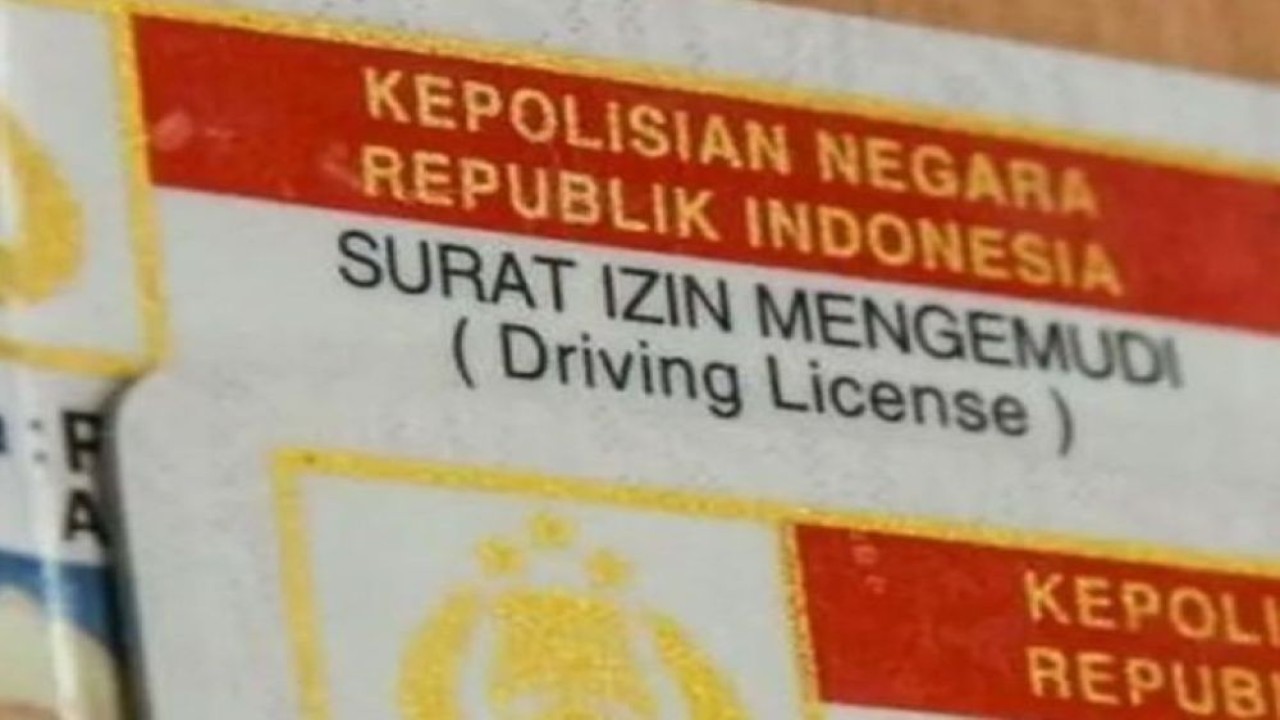 KEPOLISIAN NEGARA
REPUBLIK INDONESIA
SURAT IZIN MENGEMUDI
( Driving License )
: R
A
KEPOLI
REPUB